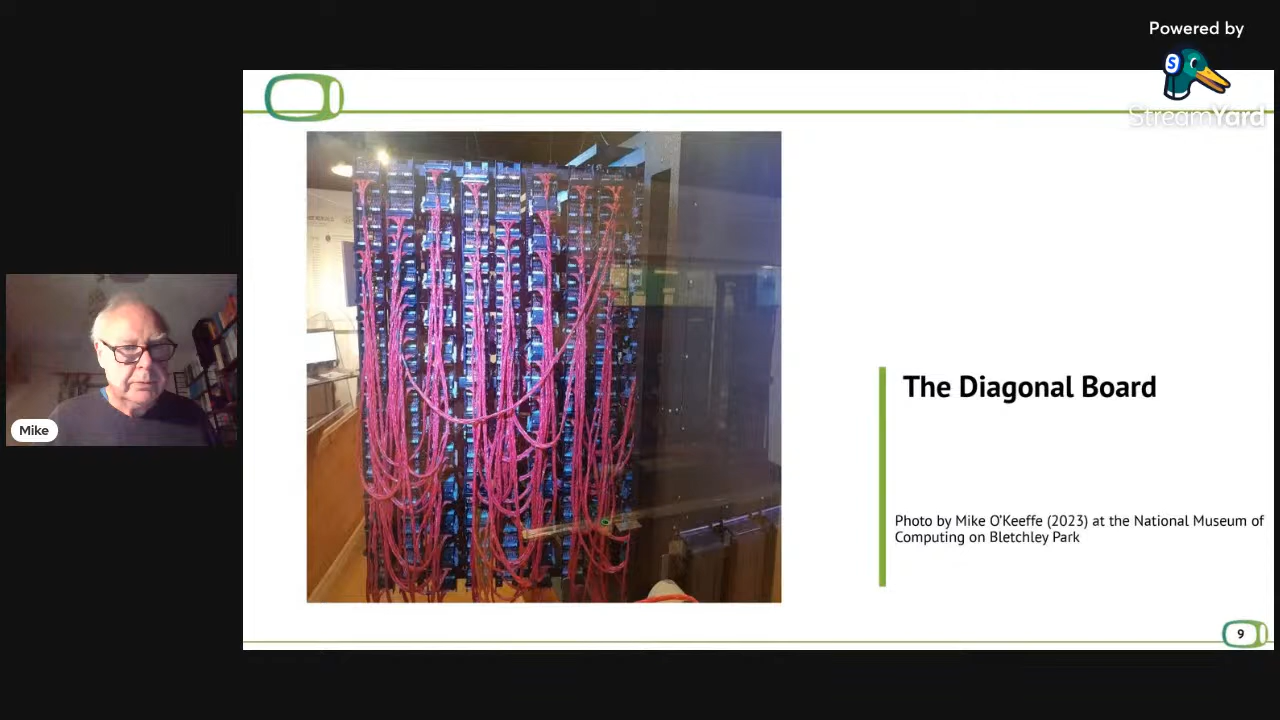 Powered by
S
StreamYard
The Diagonal Board
Photo by Mike O'Keeffe (2023) at the National Museum of
Computing on Bletchley Park
Mike
9